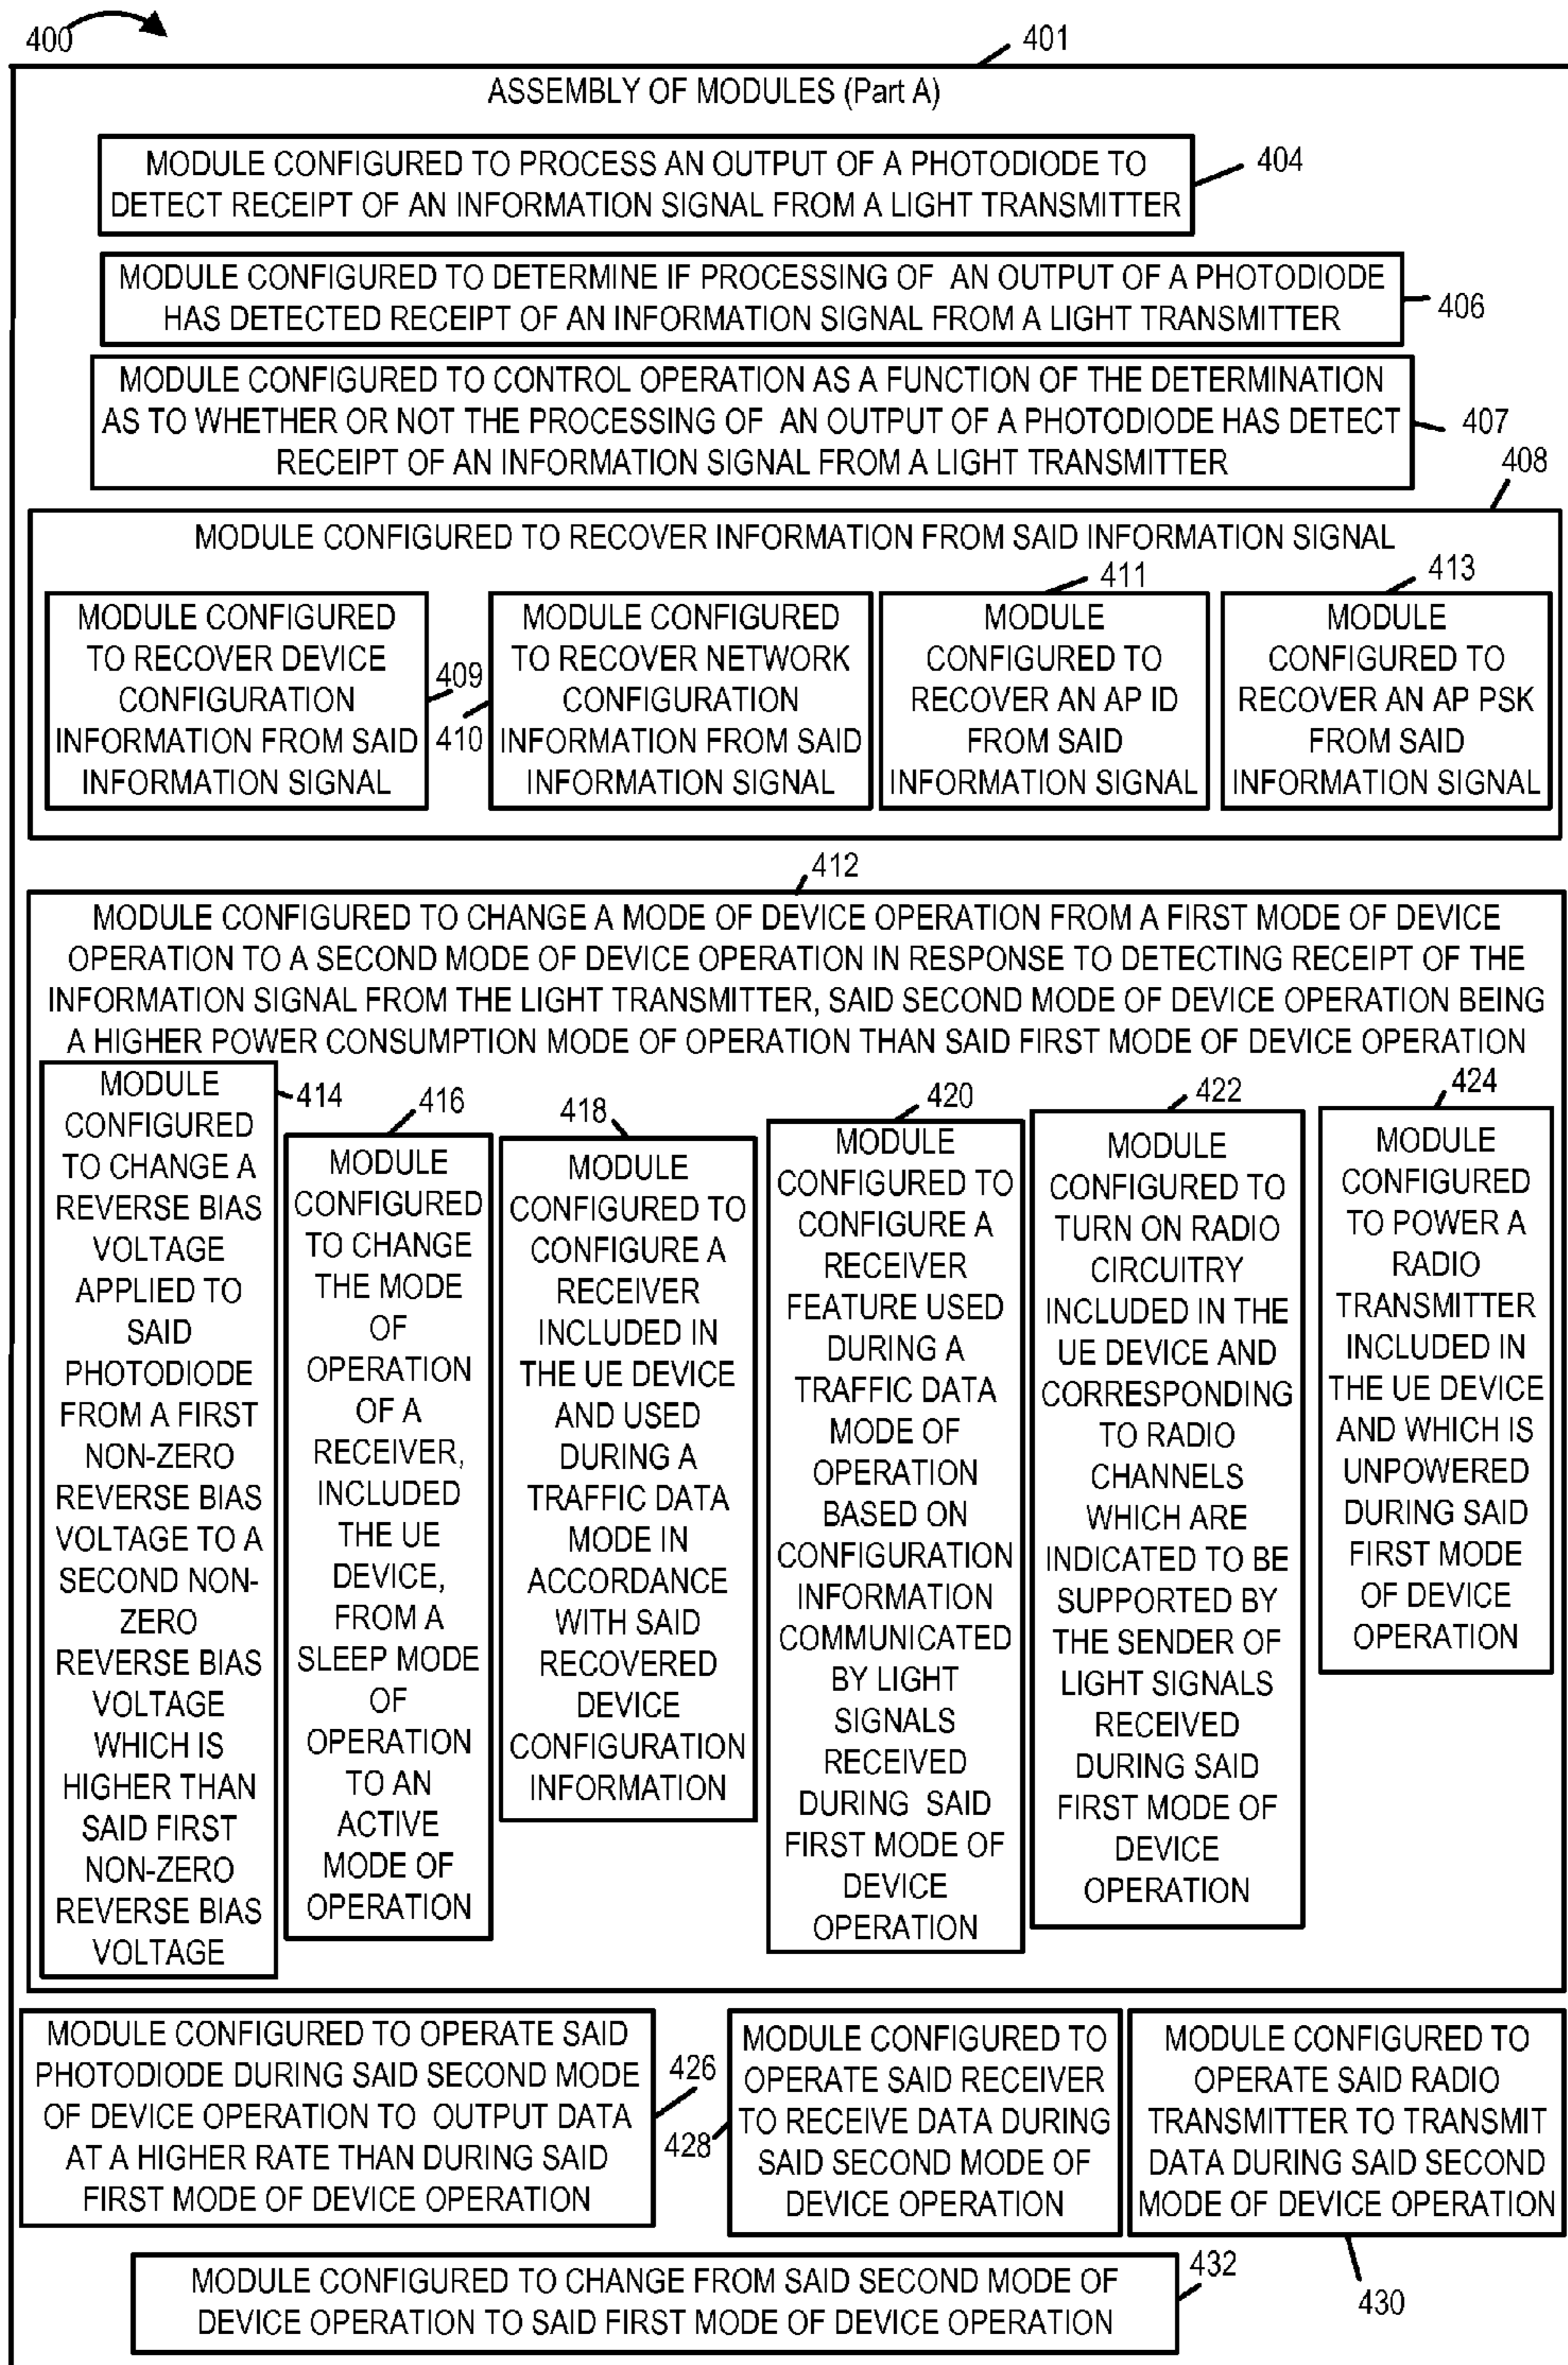 400
401
ASSEMBLY OF MODULES (Part A)
MODULE CONFIGURED TO PROCESS AN OUTPUT OF A PHOTODIODE TO
DETECT RECEIPT OF AN INFORMATION SIGNAL FROM A LIGHT TRANSMITTER
404
MODULE CONFIGURED TO DETERMINE IF PROCESSING OF AN OUTPUT OF A PHOTODIODE
HAS DETECTED RECEIPT OF AN INFORMATION SIGNAL FROM A LIGHT TRANSMITTER
406
MODULE CONFIGURED TO CONTROL OPERATION AS A FUNCTION OF THE DETERMINATION
AS TO WHETHER OR NOT THE PROCESSING OF AN OUTPUT OF A PHOTODIODE HAS DETECT
RECEIPT OF AN INFORMATION SIGNAL FROM A LIGHT TRANSMITTER
407
408
MODULE CONFIGURED TO RECOVER INFORMATION FROM SAID INFORMATION SIGNAL
MODULE CONFIGURED
TO RECOVER DEVICE
CONFIGURATION
INFORMATION FROM SAID
INFORMATION SIGNAL
409
410
MODULE CONFIGURED
TO RECOVER NETWORK
CONFIGURATION
INFORMATION FROM SAID
INFORMATION SIGNAL
411
MODULE
CONFIGURED TO
RECOVER AN AP ID
FROM SAID
INFORMATION SIGNAL
413
MODULE
CONFIGURED TO
RECOVER AN AP PSK
FROM SAID
INFORMATION SIGNAL
412
MODULE CONFIGURED TO CHANGE A MODE OF DEVICE OPERATION FROM A FIRST MODE OF DEVICE
OPERATION TO A SECOND MODE OF DEVICE OPERATION IN RESPONSE TO DETECTING RECEIPT OF THE
INFORMATION SIGNAL FROM THE LIGHT TRANSMITTER, SAID SECOND MODE OF DEVICE OPERATION BEING
A HIGHER POWER CONSUMPTION MODE OF OPERATION THAN SAID FIRST MODE OF DEVICE OPERATION
MODULE
CONFIGURED
TO CHANGE A
REVERSE BIAS
VOLTAGE
APPLIED TO
SAID
PHOTODIODE
FROM A FIRST
NON-ZERO
REVERSE BIAS
VOLTAGE TO A
SECOND NON-
ZERO
REVERSE BIAS
VOLTAGE
WHICH IS
HIGHER THAN
SAID FIRST
NON-ZERO
REVERSE BIAS
VOLTAGE
414
416
MODULE
CONFIGURED
TO CHANGE
THE MODE
OF
OPERATION
OF A
RECEIVER,
INCLUDED
THE UE
DEVICE,
FROM A
SLEEP MODE
OF
OPERATION
TO AN
ACTIVE
MODE OF
OPERATION
418
MODULE
CONFIGURED TO
CONFIGURE A
RECEIVER
INCLUDED IN
THE UE DEVICE
AND USED
DURING A
TRAFFIC DATA
MODE IN
ACCORDANCE
WITH SAID
RECOVERED
DEVICE
CONFIGURATION
INFORMATION
420
MODULE
CONFIGURED TO
CONFIGURE A
RECEIVER
FEATURE USED
DURING A
TRAFFIC DATA
MODE OF
OPERATION
BASED ON
CONFIGURATION
INFORMATION
COMMUNICATED
BY LIGHT
SIGNALS
RECEIVED
DURING SAID
FIRST MODE OF
DEVICE
OPERATION
422
MODULE
CONFIGURED TO
TURN ON RADIO
CIRCUITRY
INCLUDED IN THE
UE DEVICE AND
CORRESPONDING
TO RADIO
CHANNELS
WHICH ARE
INDICATED TO BE
SUPPORTED BY
THE SENDER OF
LIGHT SIGNALS
RECEIVED
DURING SAID
FIRST MODE OF
DEVICE
OPERATION
424
MODULE
CONFIGURED
TO POWER A
RADIO
TRANSMITTER
INCLUDED IN
THE UE DEVICE
AND WHICH IS
UNPOWERED
DURING SAID
FIRST MODE
OF DEVICE
OPERATION
MODULE CONFIGURED TO OPERATE SAID
PHOTODIODE DURING SAID SECOND MODE
OF DEVICE OPERATION TO OUTPUT DATA
AT A HIGHER RATE THAN DURING SAID
FIRST MODE OF DEVICE OPERATION
426
428
MODULE CONFIGURED TO
OPERATE SAID RECEIVER
TO RECEIVE DATA DURING
SAID SECOND MODE OF
DEVICE OPERATION
MODULE CONFIGURED TO
OPERATE SAID RADIO
TRANSMITTER TO TRANSMIT
DATA DURING SAID SECOND
MODE OF DEVICE OPERATION
430
MODULE CONFIGURED TO CHANGE FROM SAID SECOND MODE OF
DEVICE OPERATION TO SAID FIRST MODE OF DEVICE OPERATION
432